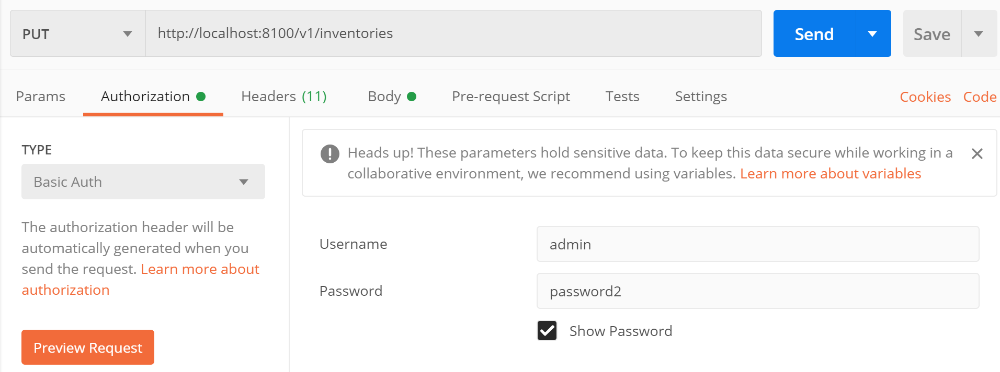 PUT http://localhost:8100/v1/inventories Send Save
Params Authorization Headers (11) Body Pre-request Script Tests Settings Cookies Code
TYPE
Basic Auth
The authorization header will be
automatically generated when you
send the request. Learn more about
authorization
Preview Request
Heads up! These parameters hold sensitive data. To keep this data secure while working in a
collaborative environment, we recommend using variables. Learn more about variables
Username admin
Password password2
Show Password